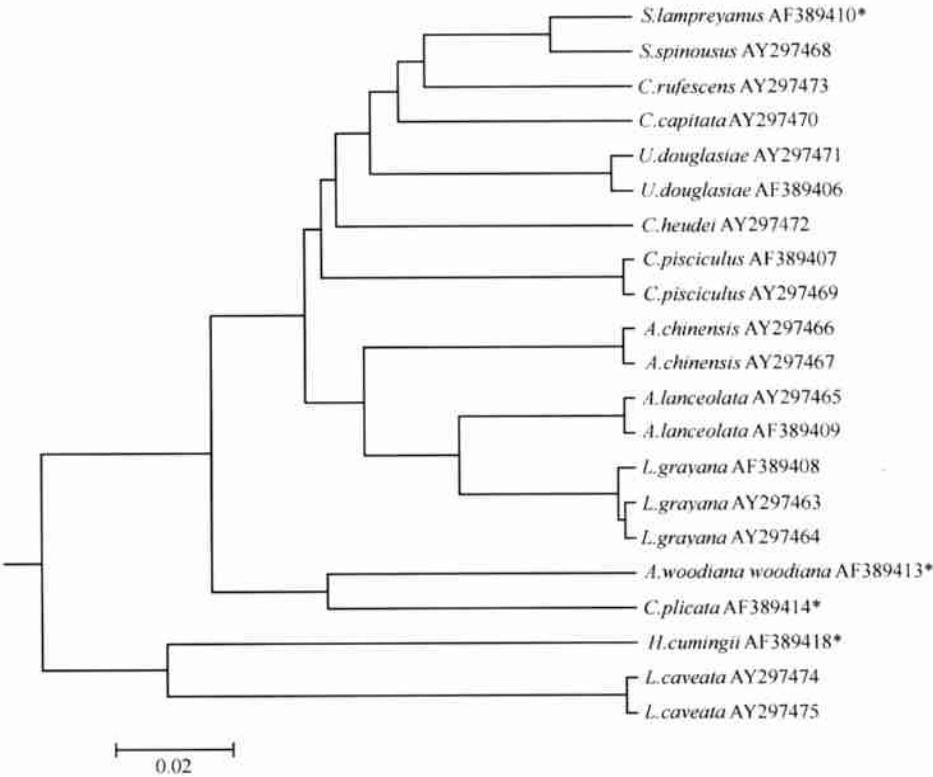 S.lampreyanus AF389410*
S.spinousus AY297468
C.rufescens AY297473
C.capitata AY297470
U.douglasiae AY297471
U.douglasiae AF389406
C.heudei AY297472
C.pisciculus AF389407
C.pisciculus AY297469
A.chinensis AY297466
A.chinensis AY297467
A.lanceolata AY297465
A.lanceolata AF389409
L.grayana AF389408
L.grayana AY297463
L.grayana AY297464
A.woodiana woodiana AF389413*
C.plicata AF389414*
H.cumingii AF389418*
L.caveata AY297474
L.caveata AY297475
0.02